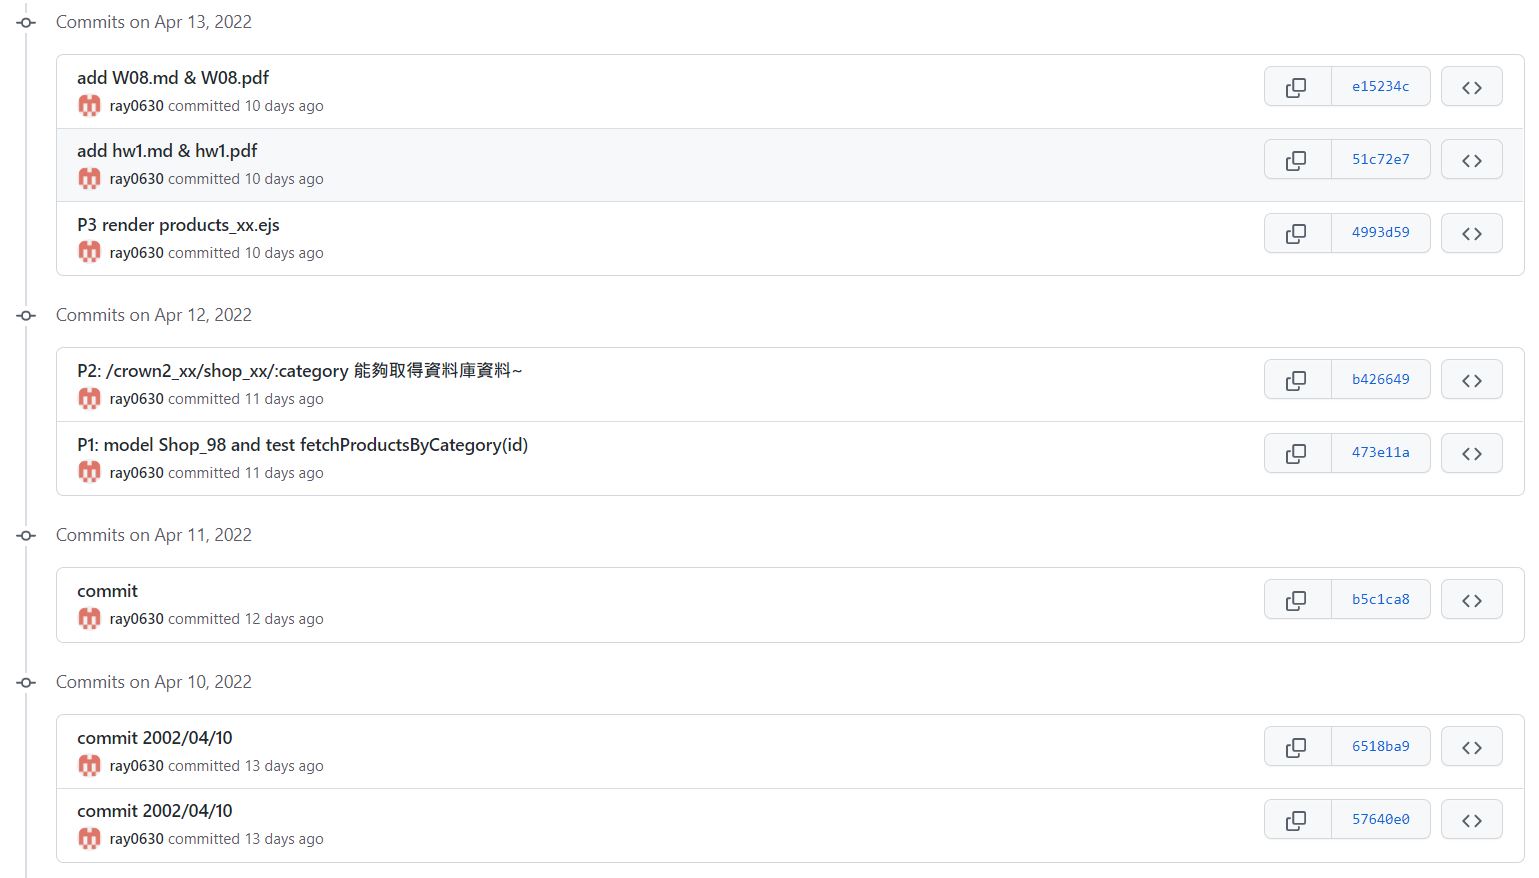 Commits on Apr 13, 2022
add W08.md & W08.pdf
ray0630 committed 10 days ago
e15234c
add hw1.md & hw1.pdf
ray0630 committed 10 days ago
51c72e7
P3 render products_xx.ejs
ray0630 committed 10 days ago
4993d59
Commits on Apr 12, 2022
P2: /crown2_xx/shop_xx/:category 能夠取得資料庫資料~
ray0630 committed 11 days ago
b426649
P1: model Shop_98 and test fetchProductsByCategory(id)
ray0630 committed 11 days ago
473e11a
Commits on Apr 11, 2022
commit
ray0630 committed 12 days ago
b5c1ca8
Commits on Apr 10, 2022
commit 2002/04/10
ray0630 committed 13 days ago
6518ba9
commit 2002/04/10
ray0630 committed 13 days ago
57640e0